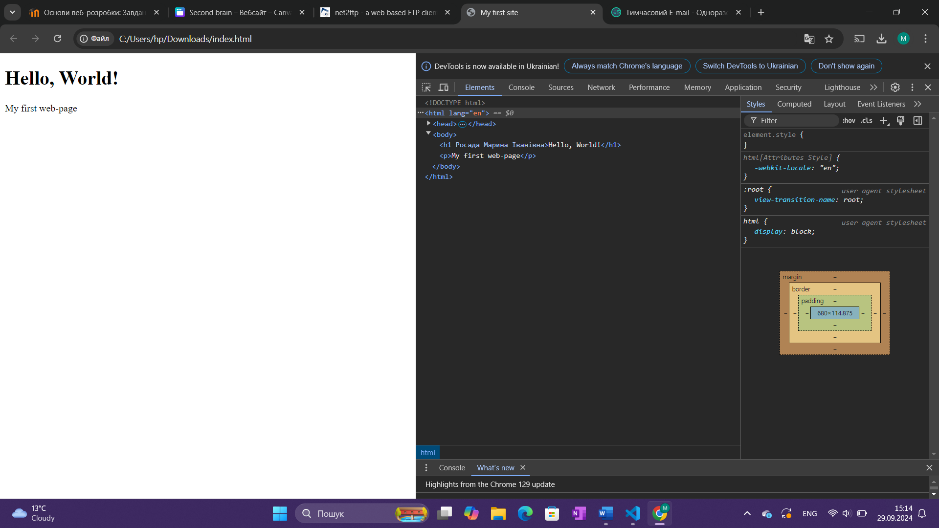 Основи веб-розробки: Завдан
Second brain - Вебсайт - Canv
net2ftp - a web based FTP clien
My first site
Тимчасовий E-mail - Одноразо
Файл
C:/Users/hp/Downloads/index.html
M
Hello, World!
My first web-page
DevTools is now available in Ukrainian!
Always match Chrome's language
Switch DevTools to Ukrainian
Don't show again
Elements
Console
Sources
Network
Performance
Memory
Application
Security
Lighthouse
<!DOCTYPE html>
<html lang="en"> == $0
<head> </head>
<body>
<h1 Росада Марина Іванівна>Hello, World!</h1>
<p>My first web-page</p>
</body>
</html>
html
Styles
Computed
Layout
Event Listeners
Filter
:hov
.cls
element.style {
}
html[Attributes Style] {
-webkit-locale: "en";
}
:root { user agent stylesheet
view-transition-name: root;
}
html { user agent stylesheet
display: block;
}
margin
border
padding
680×114.875
Console
What's new
Highlights from the Chrome 129 update
13°C
Cloudy
Пошук
ENG
15:14
29.09.2024